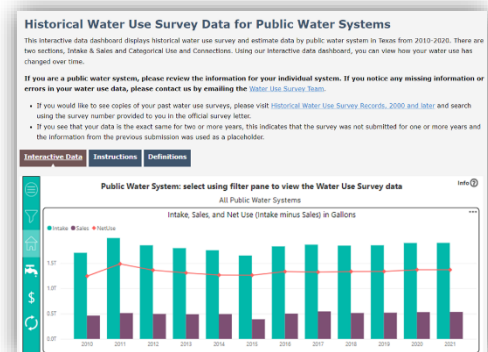 Historical Water Use Survey Data for Public Water Systems
This interactive data dashboard displays historical water use survey and estimate data by public water system in Texas from 2010-2020. There are
two sections, Intake & Sales and Categorical Use and Connections. Using our interactive data dashboard, you can view how your water use has
changed over time.
If you are a public water system, please review the information for your individual system. If you notice any missing information or
errors in your water use data, please contact us by emailing the Water Use Survey Team.
• If you would like to see copies of your past water use surveys, please visit Historical Water Use Survey Records, 2000 and later and search
using the survey number provided to you in the official survey letter.
• If you see that your data is the exact same for two or more years, this indicates that the survey was not submitted for one or more years and
the information from the previous submission was used as a placeholder.
Interactive Data Instructions Definitions
Public Water System: select using filter pane to view the Water Use Survey data
Info
All Public Water Systems
Intake, Sales, and Net Use (Intake minus Sales) in Gallons
Intake Sales NetUse
2010 2011 2012 2013 2014 2015 2016 2017 2018 2019 2020 2021